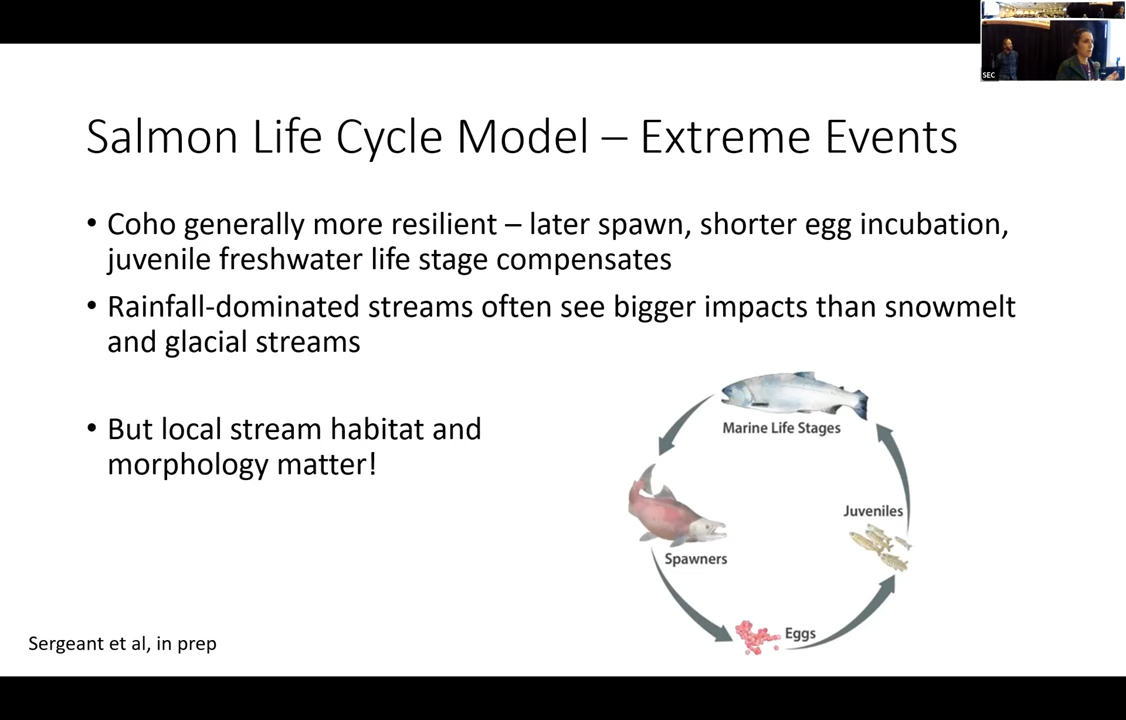 SEC
Salmon Life Cycle Model – Extreme Events
• Coho generally more resilient – later spawn, shorter egg incubation,
juvenile freshwater life stage compensates
• Rainfall-dominated streams often see bigger impacts than snowmelt
and glacial streams
• But local stream habitat and
morphology matter!
Marine Life Stages
Juveniles
Spawners
Eggs
Sergeant et al, in prep